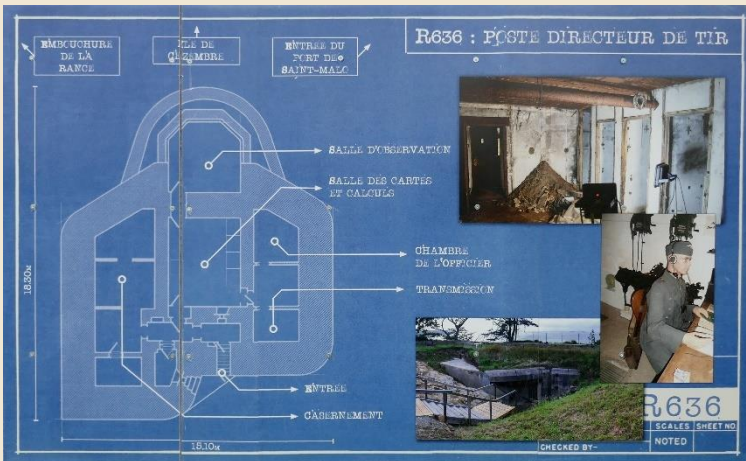 R636 : POSTE DIRECTEUR DE TIR
EMBOUCHURE
DE LA
RANCE
ILE DE
CEZEMBRE
ENTREE DU
PORT DE
SAINT-MALO
SALLE D'OBSERVATION
SALLE DES CARTES
ET CALCULS
CHAMBRE
DE L'OFFICIER
TRANSMISSION
ENTREE
CASERNEMENT
18.30M
15.10M
R636
SCALES SHEET NO
NOTED
CHECKED BY-